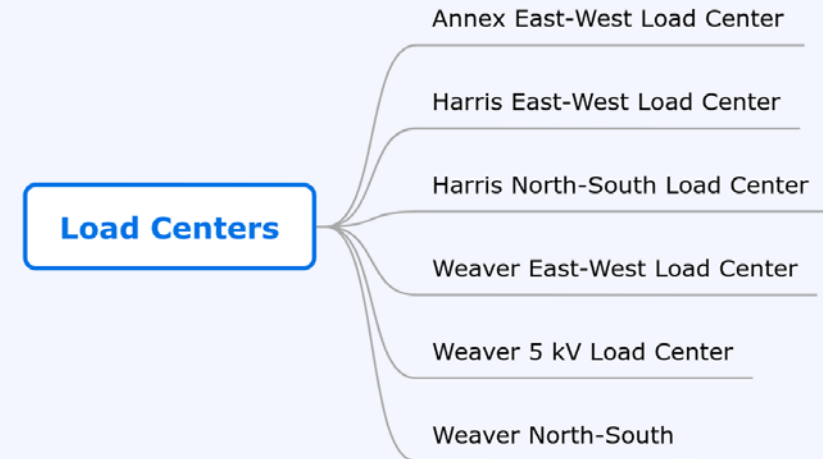 Annex East-West Load Center
Harris East-West Load Center
Harris North-South Load Center
Load Centers
Weaver East-West Load Center
Weaver 5 kV Load Center
Weaver North-South